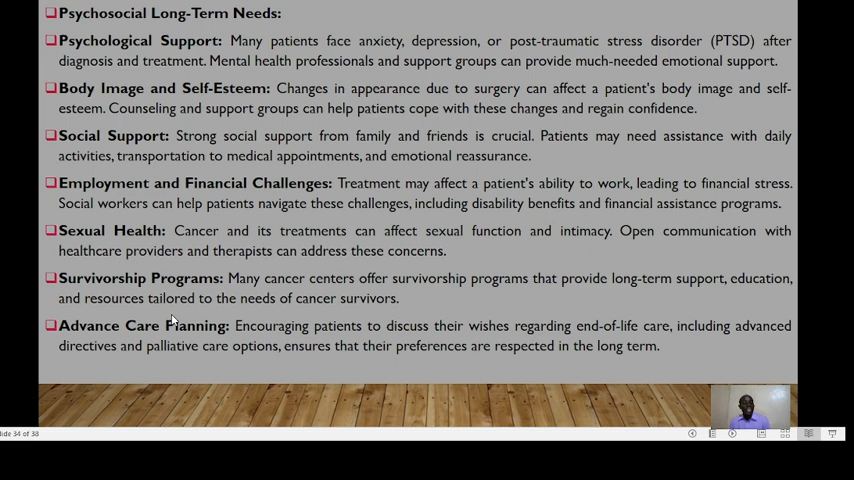 Psychosocial Long-Term Needs:
Psychological Support: Many patients face anxiety, depression, or post-traumatic stress disorder (PTSD) after
diagnosis and treatment. Mental health professionals and support groups can provide much-needed emotional support.
Body Image and Self-Esteem: Changes in appearance due to surgery can affect a patient's body image and self-
esteem. Counseling and support groups can help patients cope with these changes and regain confidence.
Social Support: Strong social support from family and friends is crucial. Patients may need assistance with daily
activities, transportation to medical appointments, and emotional reassurance.
Employment and Financial Challenges: Treatment may affect a patient's ability to work, leading to financial stress.
Social workers can help patients navigate these challenges, including disability benefits and financial assistance programs.
Sexual Health: Cancer and its treatments can affect sexual function and intimacy. Open communication with
healthcare providers and therapists can address these concerns.
Survivorship Programs: Many cancer centers offer survivorship programs that provide long-term support, education,
and resources tailored to the needs of cancer survivors.
Advance Care Planning: Encouraging patients to discuss their wishes regarding end-of-life care, including advanced
directives and palliative care options, ensures that their preferences are respected in the long term.
lide 34 of 38